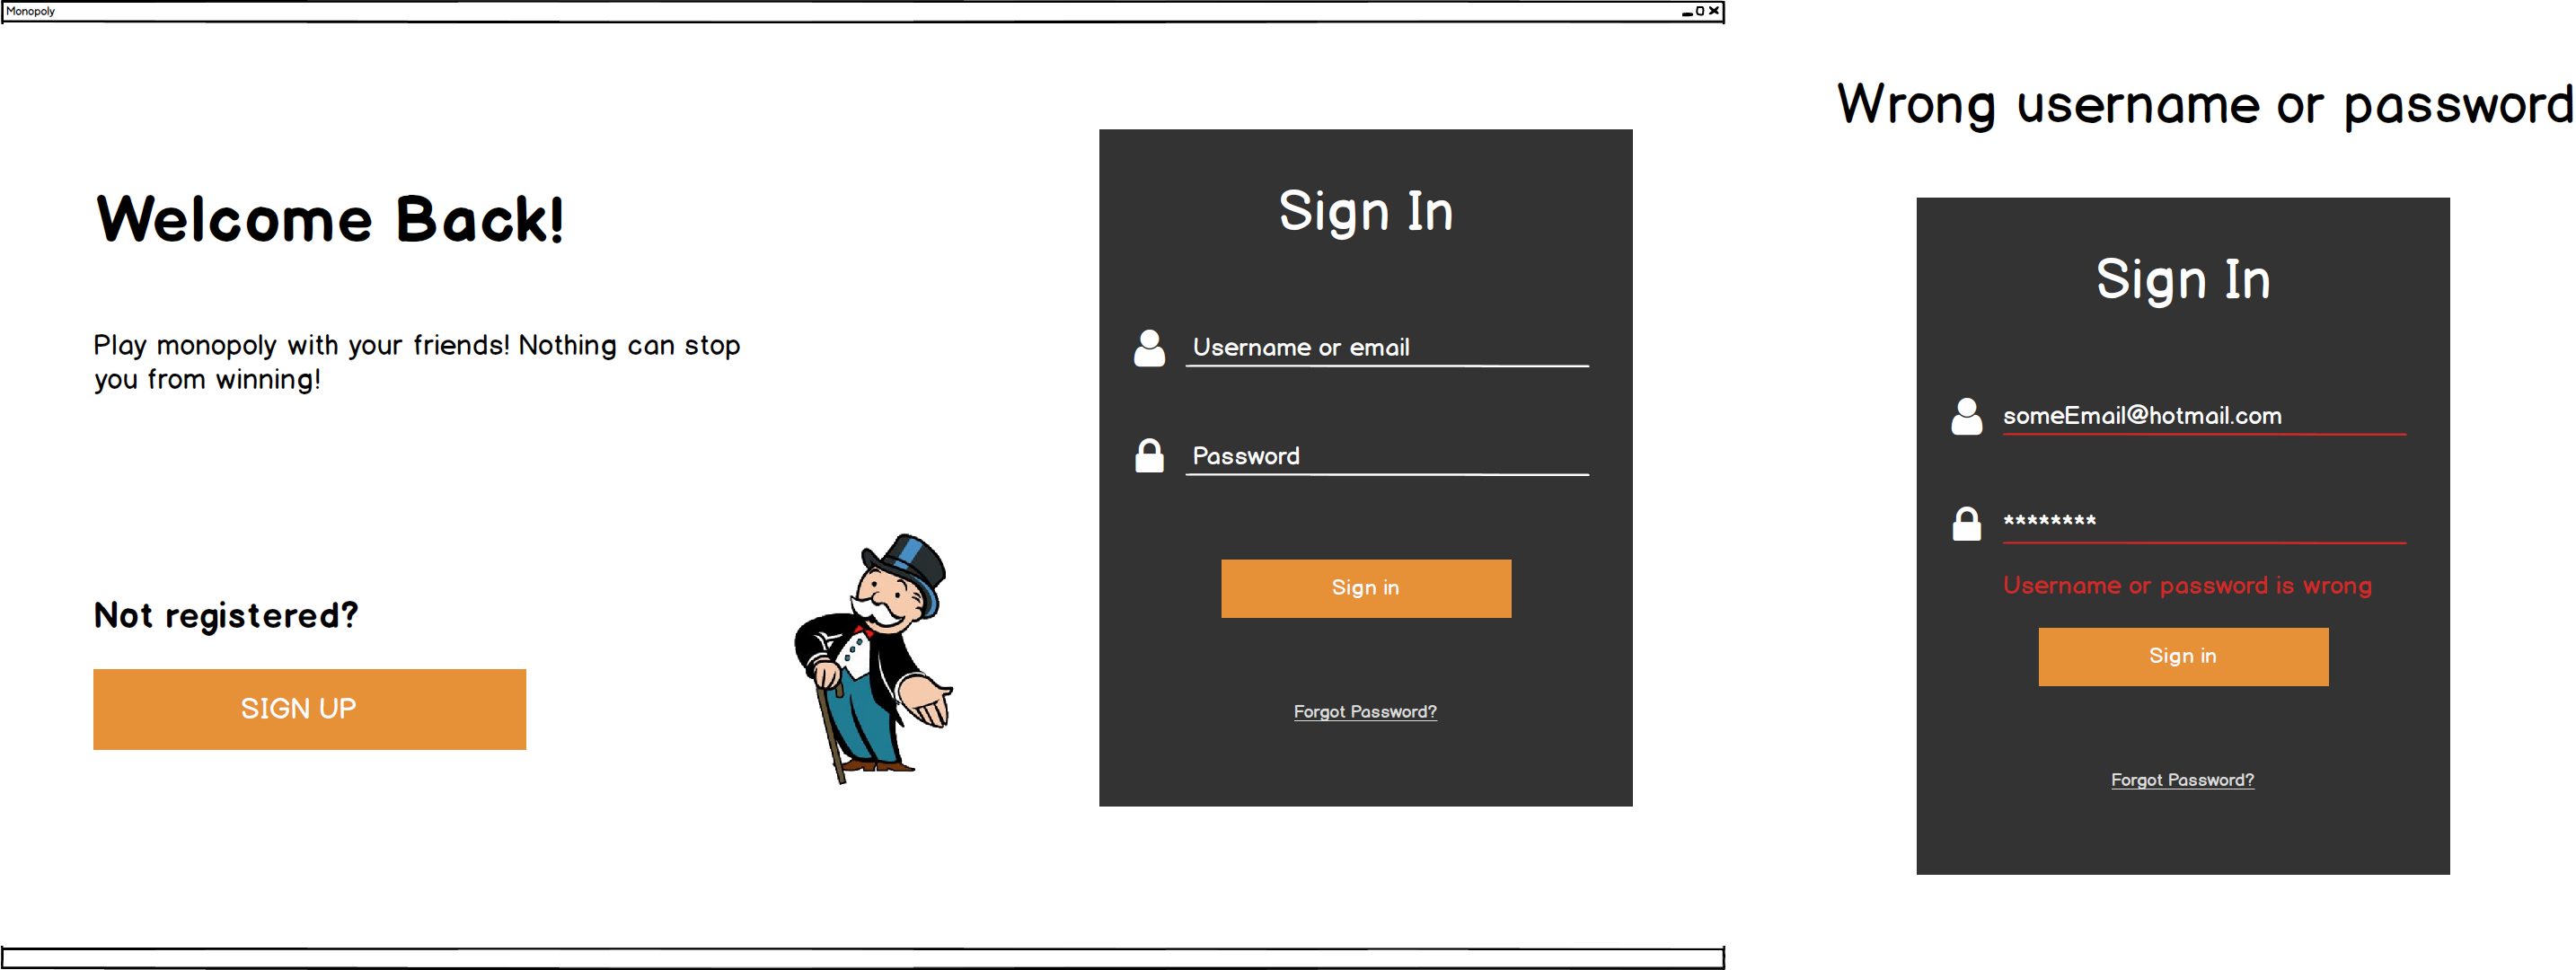 Monopoly
Welcome Back!
Play monopoly with your friends! Nothing can stop
you from winning!
Not registered?
SIGN UP
Sign In
Username or email
Password
Sign in
Forgot Password?
Wrong username or password
Sign In
someEmail@hotmail.com
********
Username or password is wrong
Sign in
Forgot Password?